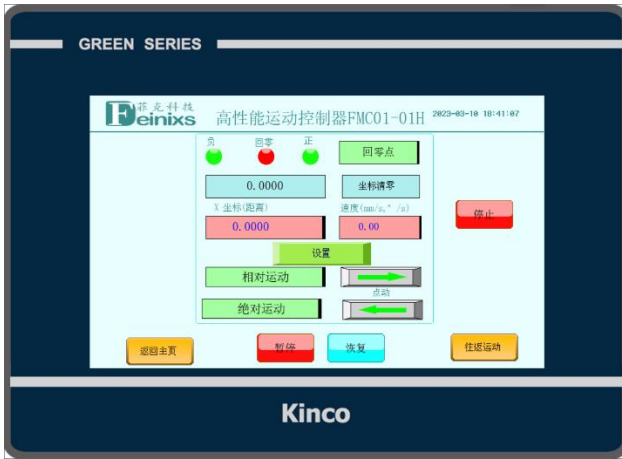 GREEN SERIES
菲克科技
Feinixs
高性能运动控制器FMC01-01H
2023-03-10 18:41:07
负 回零 正
回零点
0.0000
坐标清零
X 坐标(距离)
速度(mm/s,°/s)
0.0000
0.00
停止
设置
相对运动
点动
绝对运动
返回主页
暂停
恢复
往返运动
Kinco